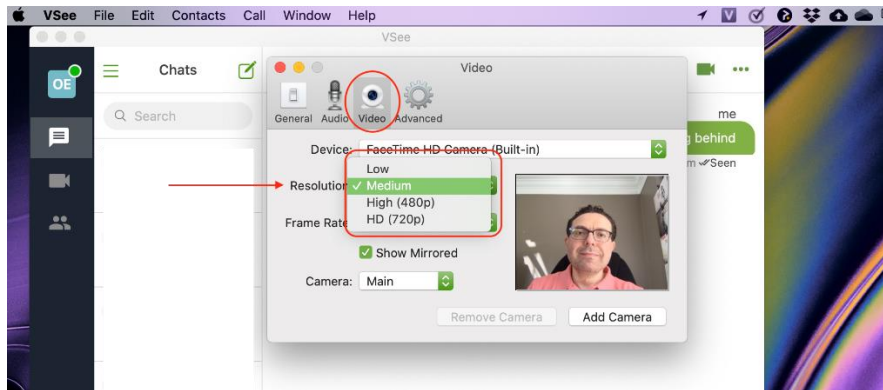 VSee File Edit Contacts Call Window Help
VSee
OE
Chats
Search
me
behind
Seen
Video
General Audio Video Advanced
Device: FaceTime HD Camera (Built-in)
Resolution
Low
✓ Medium
High (480p)
HD (720p)
Frame Rate
Show Mirrored
Camera: Main
Remove Camera Add Camera